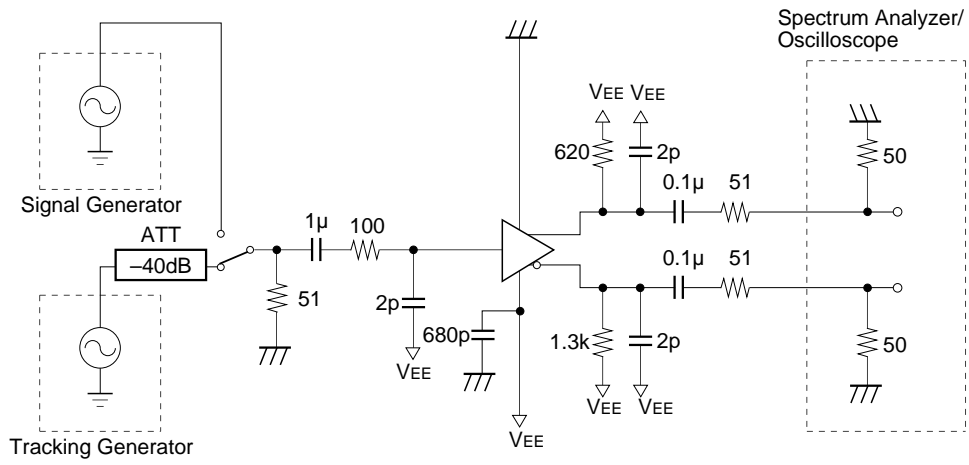 Spectrum Analyzer/
Oscilloscope
VEE VEE
620 2p
50
0.1µ 51
Signal Generator
ATT
–40dB
1µ 100
51
2p
VEE
680p
0.1µ 51
1.3k 2p
50
VEE VEE
VEE
Tracking Generator